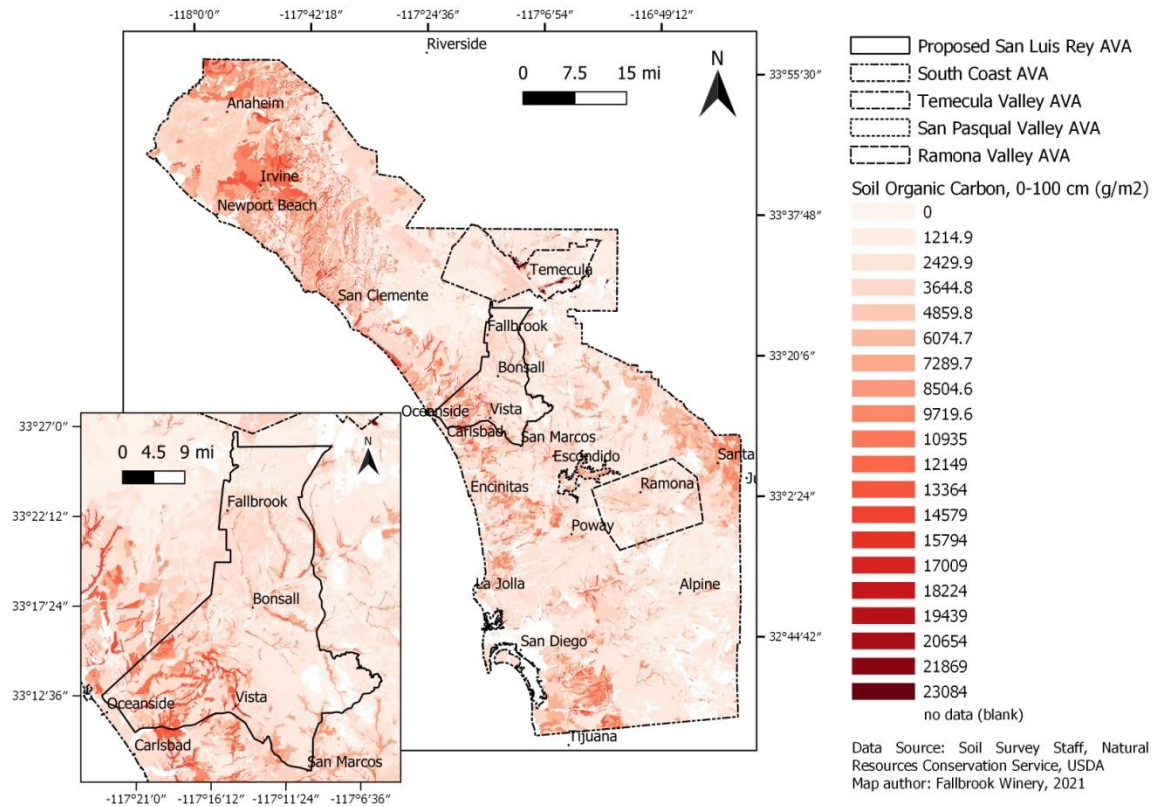 -118°0′0″ -117°42′18″ -117°24′36″ -117°6′54″ -116°49′12″
Riverside
0 7.5 15 mi
N
33°55′30″
33°37′48″
33°20′6″
33°2′24″
32°44′42″
Anaheim
Irvine
Newport Beach
San Clemente
Temecula
Fallbrook
Bonsall
Oceanside
Vista
Carlsbad
San Marcos
Escondido
Santa
Ju
Encinitas
Ramona
Poway
La Jolla
Alpine
San Diego
Tijuana
0 4.5 9 mi
N
33°27′0″
33°22′12″
33°17′24″
33°12′36″
Fallbrook
Bonsall
Oceanside
Vista
Carlsbad
San Marcos
-117°21′0″ -117°16′12″ -117°11′24″ -117°6′36″
Proposed San Luis Rey AVA
South Coast AVA
Temecula Valley AVA
San Pasqual Valley AVA
Ramona Valley AVA
Soil Organic Carbon, 0-100 cm (g/m2)
0
1214.9
2429.9
3644.8
4859.8
6074.7
7289.7
8504.6
9719.6
10935
12149
13364
14579
15794
17009
18224
19439
20654
21869
23084
no data (blank)
Data Source: Soil Survey Staff, Natural
Resources Conservation Service, USDA
Map author: Fallbrook Winery, 2021